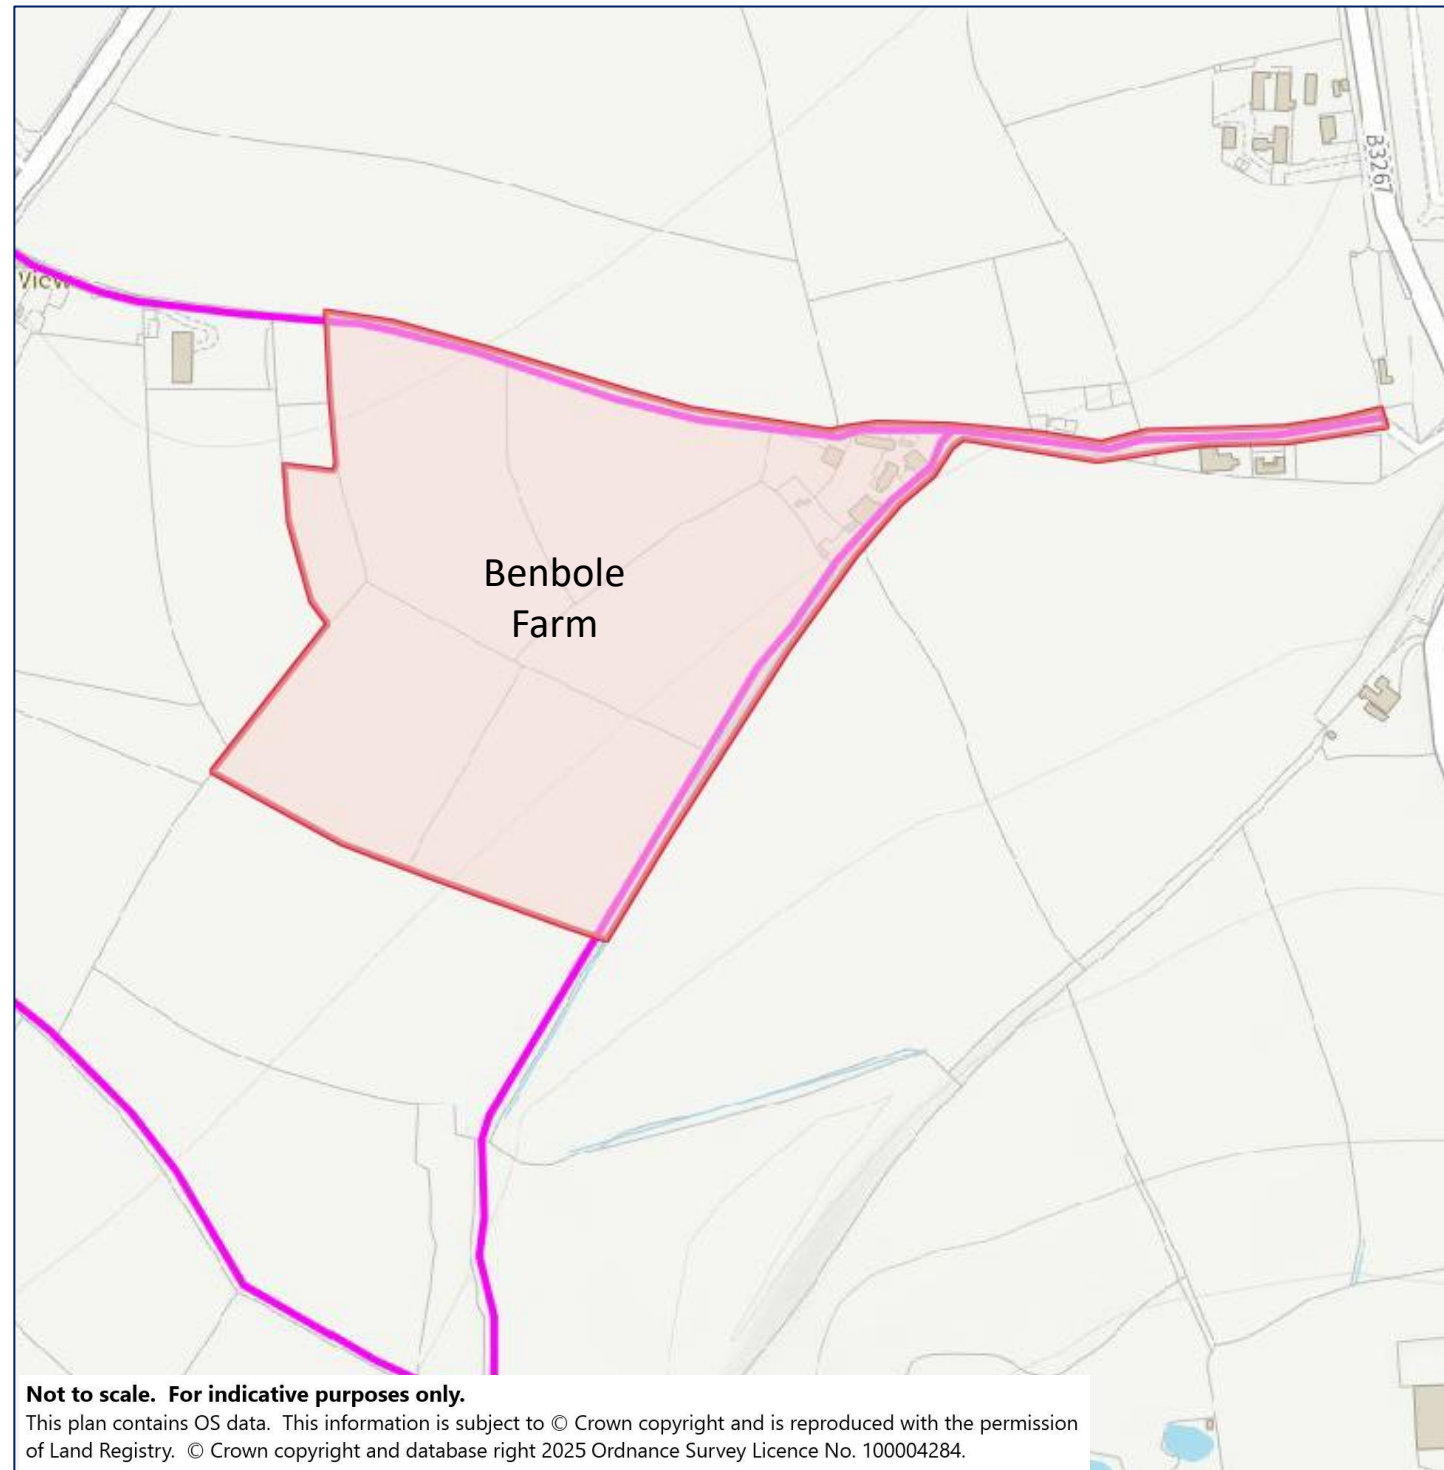 B3267
View
Benbole
Farm
Not to scale. For indicative purposes only.
This plan contains OS data. This information is subject to © Crown copyright and is reproduced with the permission
of Land Registry. © Crown copyright and database right 2025 Ordnance Survey Licence No. 100004284.